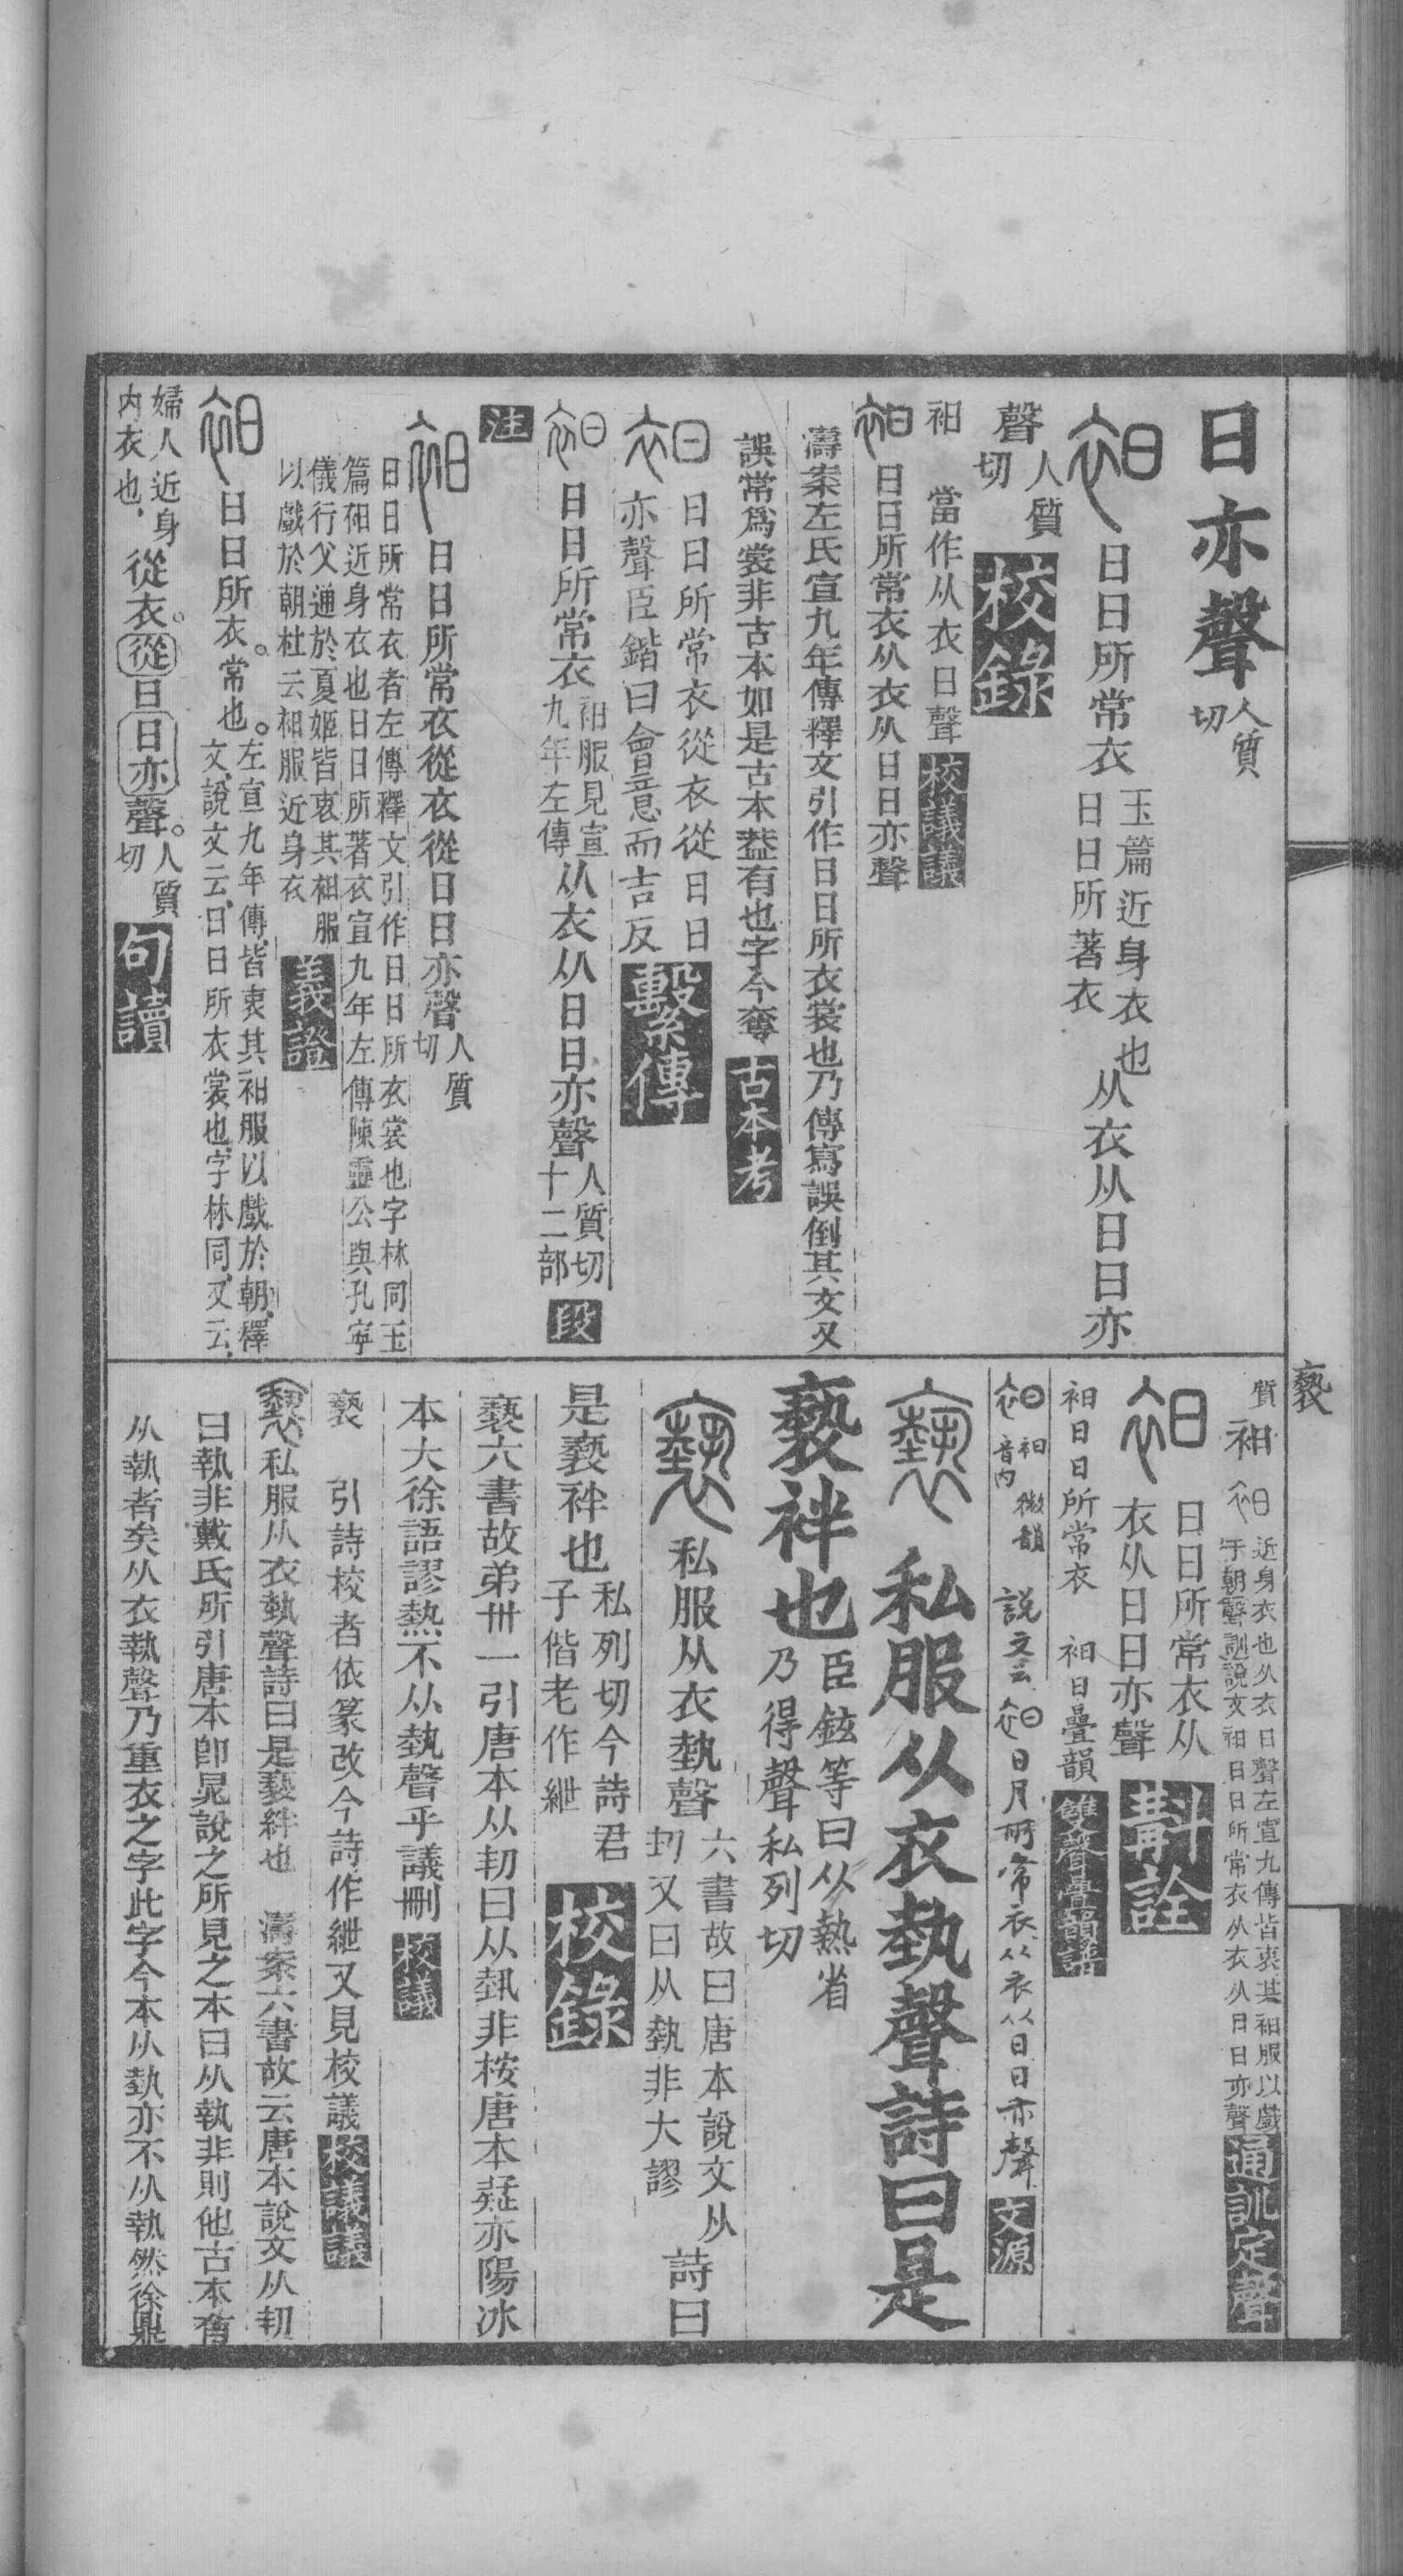 日亦聲人質切
衵日日所常衣玉篇近身衣也日日所著衣从衣从日日亦
聲人質切校錄
衵 當作从衣日聲校議議
衵日日所常衣从衣从日日亦聲
濤案左氏宣九年傳釋文引作日日所衣裳也乃傳寫誤倒其文又
誤常爲裳非古本如是古本葢有也字今奪古本考
衵日日所常衣從衣從日日亦聲臣鍇曰會意而吉反繫傳
衵日日所常衣衵服見宣九年左傳从衣从日日亦聲人質切十二部段
注
衵日日所常衣從衣從日日亦聲人質切
日日所常衣者左傳釋文引作日日所衣裳也字林同玉
篇衵近身衣也日日所著衣宣九年左傳陳靈公與孔寧
儀行父通於夏姬皆衷其衵服
以戲於朝杜云衵服近身衣義證
衵日日所衣常也左宣九年傳皆衷其衵服以戲於朝釋文說文云日日所衣裳也字林同又云
婦人近身內衣也從衣從日日亦聲人質切句讀
褻
質衵衵近身衣也从衣日聲左宣九傳皆衷其衵服以戲于朝聲訓說文衵日日所常衣从衣从日日亦聲通訓定聲
衵日日所常衣从衣从日日亦聲斠詮
衵日日所常衣 衵日疊韻雙聲疊韻譜
說文云衵日月所常衣从衣从日日亦聲文源
褻私服从衣埶聲詩曰是
褻袢也臣鉉等曰从熱省乃得聲私列切
褻私服从衣埶聲六書故曰唐本說文从㓞又曰从埶非大謬詩曰
是褻袢也私列切今詩君子偕老作紲校錄
褻六書故弟卅一引唐本从㓞曰从埶非桉唐本疑亦陽冰
本大徐語謬熱不从埶聲乎議刪校議
褻 引詩校者依篆改今詩作紲又見校議校議議
褻私服从衣埶聲詩曰是褻絆也 濤案六書故云唐本說文从㓞
曰執非戴氏所引唐本卽晁說之所見之本曰从執非則他古本有
从執者矣从衣執聲乃重衣之字此字今本从埶亦不从執然徐鼎